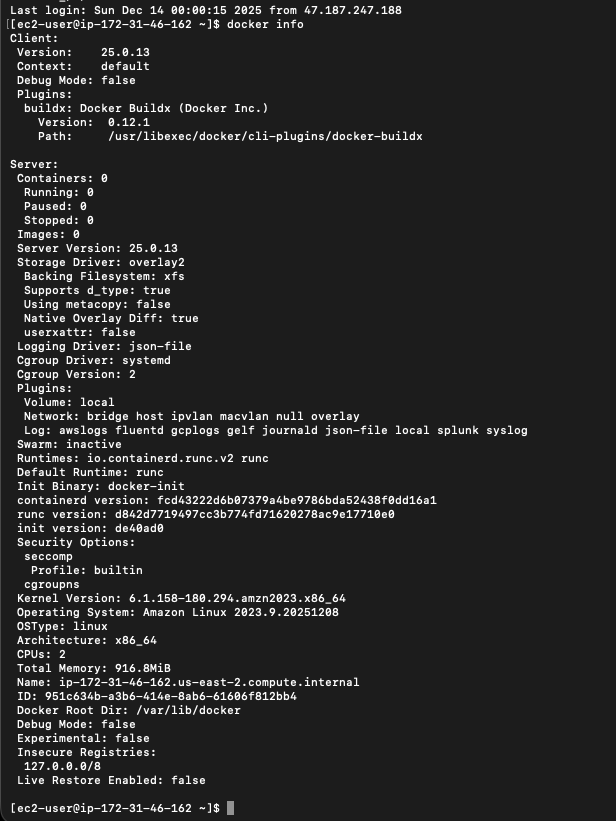 Last login: Sun Dec 14 00:00:15 2025 from 47.187.247.188
[[ec2-user@ip-172-31-46-162 ~]$ docker info
Client:
 Version:    25.0.13
 Context:    default
 Debug Mode: false
 Plugins:
  buildx: Docker Buildx (Docker Inc.)
    Version:  0.12.1
    Path:     /usr/libexec/docker/cli-plugins/docker-buildx

Server:
 Containers: 0
  Running: 0
  Paused: 0
  Stopped: 0
 Images: 0
 Server Version: 25.0.13
 Storage Driver: overlay2
  Backing Filesystem: xfs
  Supports d_type: true
  Using metacopy: false
  Native Overlay Diff: true
  userxattr: false
 Logging Driver: json-file
 Cgroup Driver: systemd
 Cgroup Version: 2
 Plugins:
  Volume: local
  Network: bridge host ipvlan macvlan null overlay
  Log: awslogs fluentd gcplogs gelf journald json-file local splunk syslog
 Swarm: inactive
 Runtimes: io.containerd.runc.v2 runc
 Default Runtime: runc
 Init Binary: docker-init
 containerd version: fcd43222d6b07379a4be9786bda52438f0dd16a1
 runc version: d842d7719497cc3b774fd71620278ac9e17710e0
 init version: de40ad0
 Security Options:
  seccomp
   Profile: builtin
  cgroupns
 Kernel Version: 6.1.158-180.294.amzn2023.x86_64
 Operating System: Amazon Linux 2023.9.20251208
 OSType: linux
 Architecture: x86_64
 CPUs: 2
 Total Memory: 916.8MiB
 Name: ip-172-31-46-162.us-east-2.compute.internal
 ID: 951c634b-a3b6-414e-8ab6-61606f812bb4
 Docker Root Dir: /var/lib/docker
 Debug Mode: false
 Experimental: false
 Insecure Registries:
  127.0.0.0/8
 Live Restore Enabled: false

[ec2-user@ip-172-31-46-162 ~]$